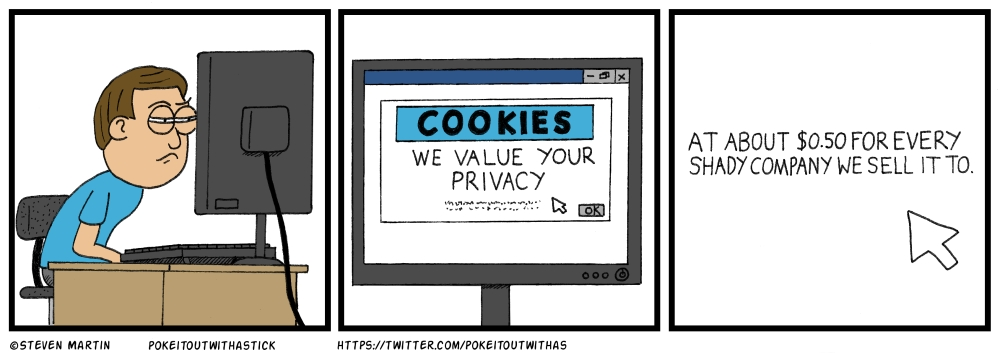 COOKIES
WE VALUE YOUR
PRIVACY
OK
AT ABOUT $0.50 FOR EVERY
SHADY COMPANY WE SELL IT TO.
©STEVEN MARTIN
POKEITOUTWITHASTICK
HTTPS://TWITTER.COM/POKEITOUTWITHAS